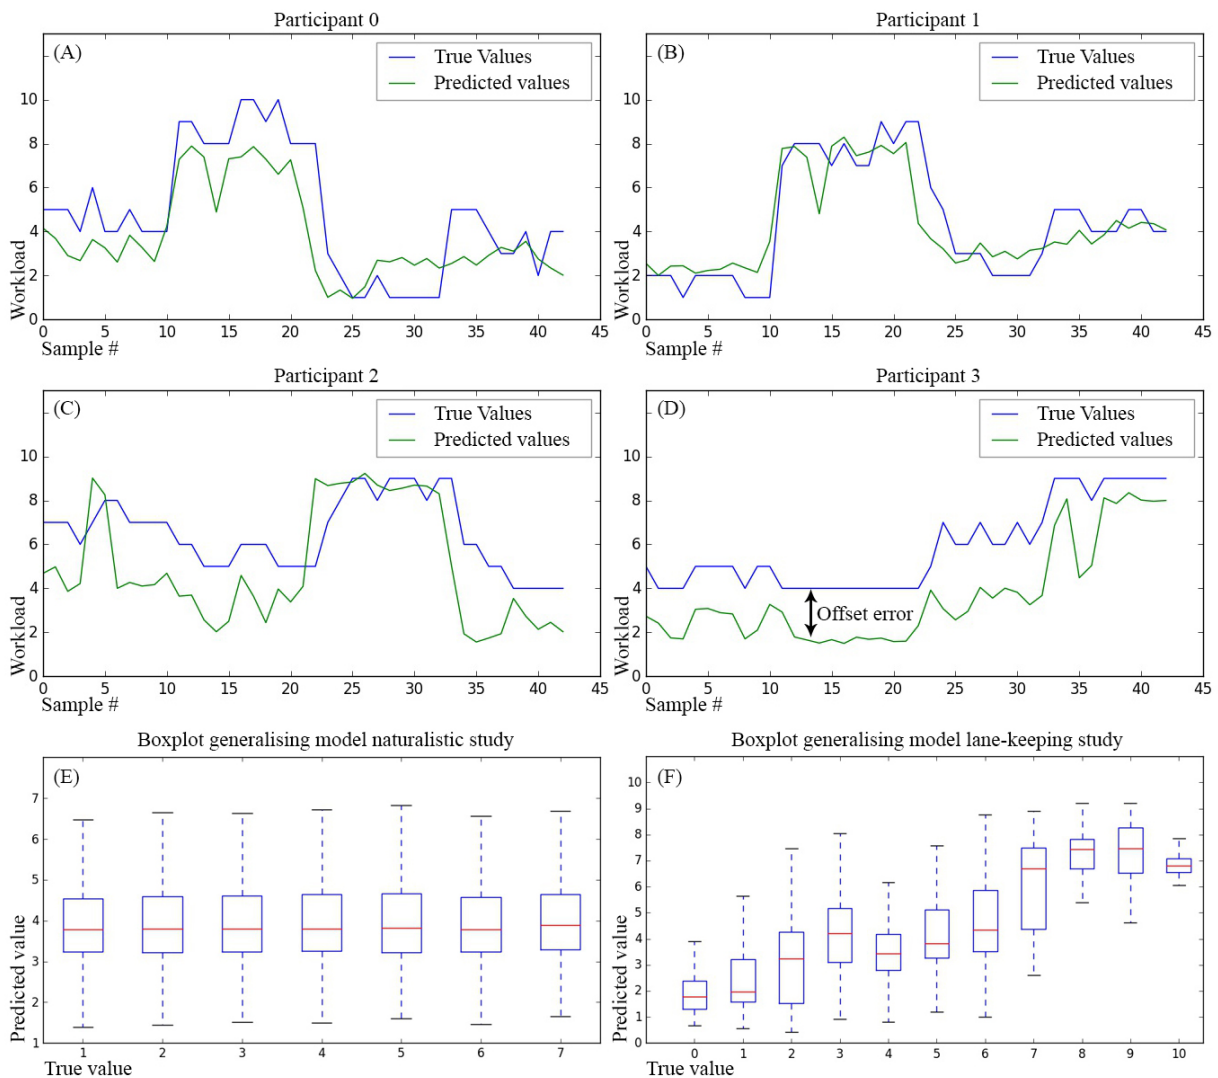 Participant 0
(A)
True Values
Predicted values
10
8
6
4
2
0
Workload
0 5 10 15 20 25 30 35 40 45
Sample #
Participant 1
(B)
True Values
Predicted values
10
8
6
4
2
0
Workload
0 5 10 15 20 25 30 35 40 45
Sample #
Participant 2
(C)
True Values
Predicted values
10
8
6
4
2
0
Workload
0 5 10 15 20 25 30 35 40 45
Sample #
Participant 3
(D)
True Values
Predicted values
10
8
6
4
2
0
Offset error
Workload
0 5 10 15 20 25 30 35 40 45
Sample #
Boxplot generalising model naturalistic study
(E)
7
6
5
4
3
2
1
Predicted value
1 2 3 4 5 6 7
True value
Boxplot generalising model lane-keeping study
(F)
10
9
8
7
6
5
4
3
2
1
0
Predicted value
0 1 2 3 4 5 6 7 8 9 10
True value